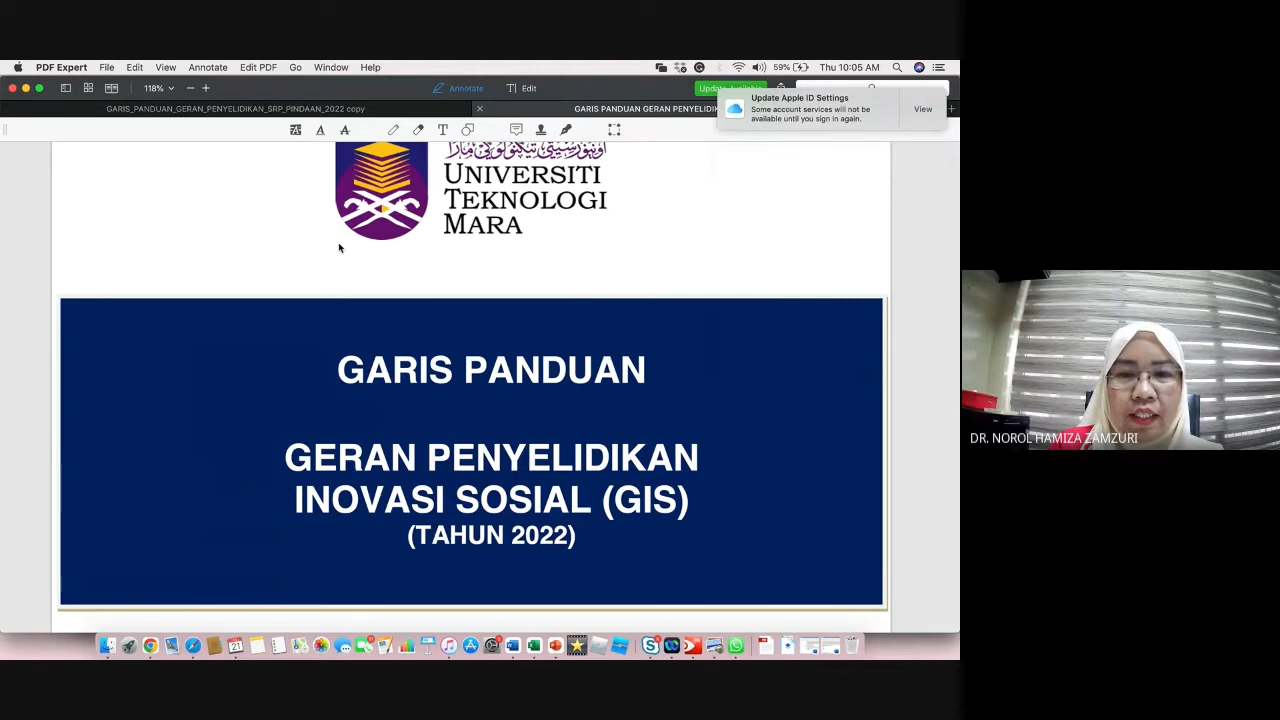 PDF Expert File Edit View Annotate Edit PDF Go Window Help 59% Thu 10:05 AM
118% Annotate Edit
GARIS_PANDUAN_GERAN_PENYELIDIKAN_SRP_PINDAAN_2022 copy GARIS PANDUAN GERAN PENYELIDIK
Update Apple ID Settings
Some account services will not be
available until you sign in again.
View
اونيۏرسيتي تيكنولوڬي مارا
UNIVERSITI
TEKNOLOGI
MARA
GARIS PANDUAN
GERAN PENYELIDIKAN
INOVASI SOSIAL (GIS)
(TAHUN 2022)
DR. NOROL HAMIZA ZAMZURI